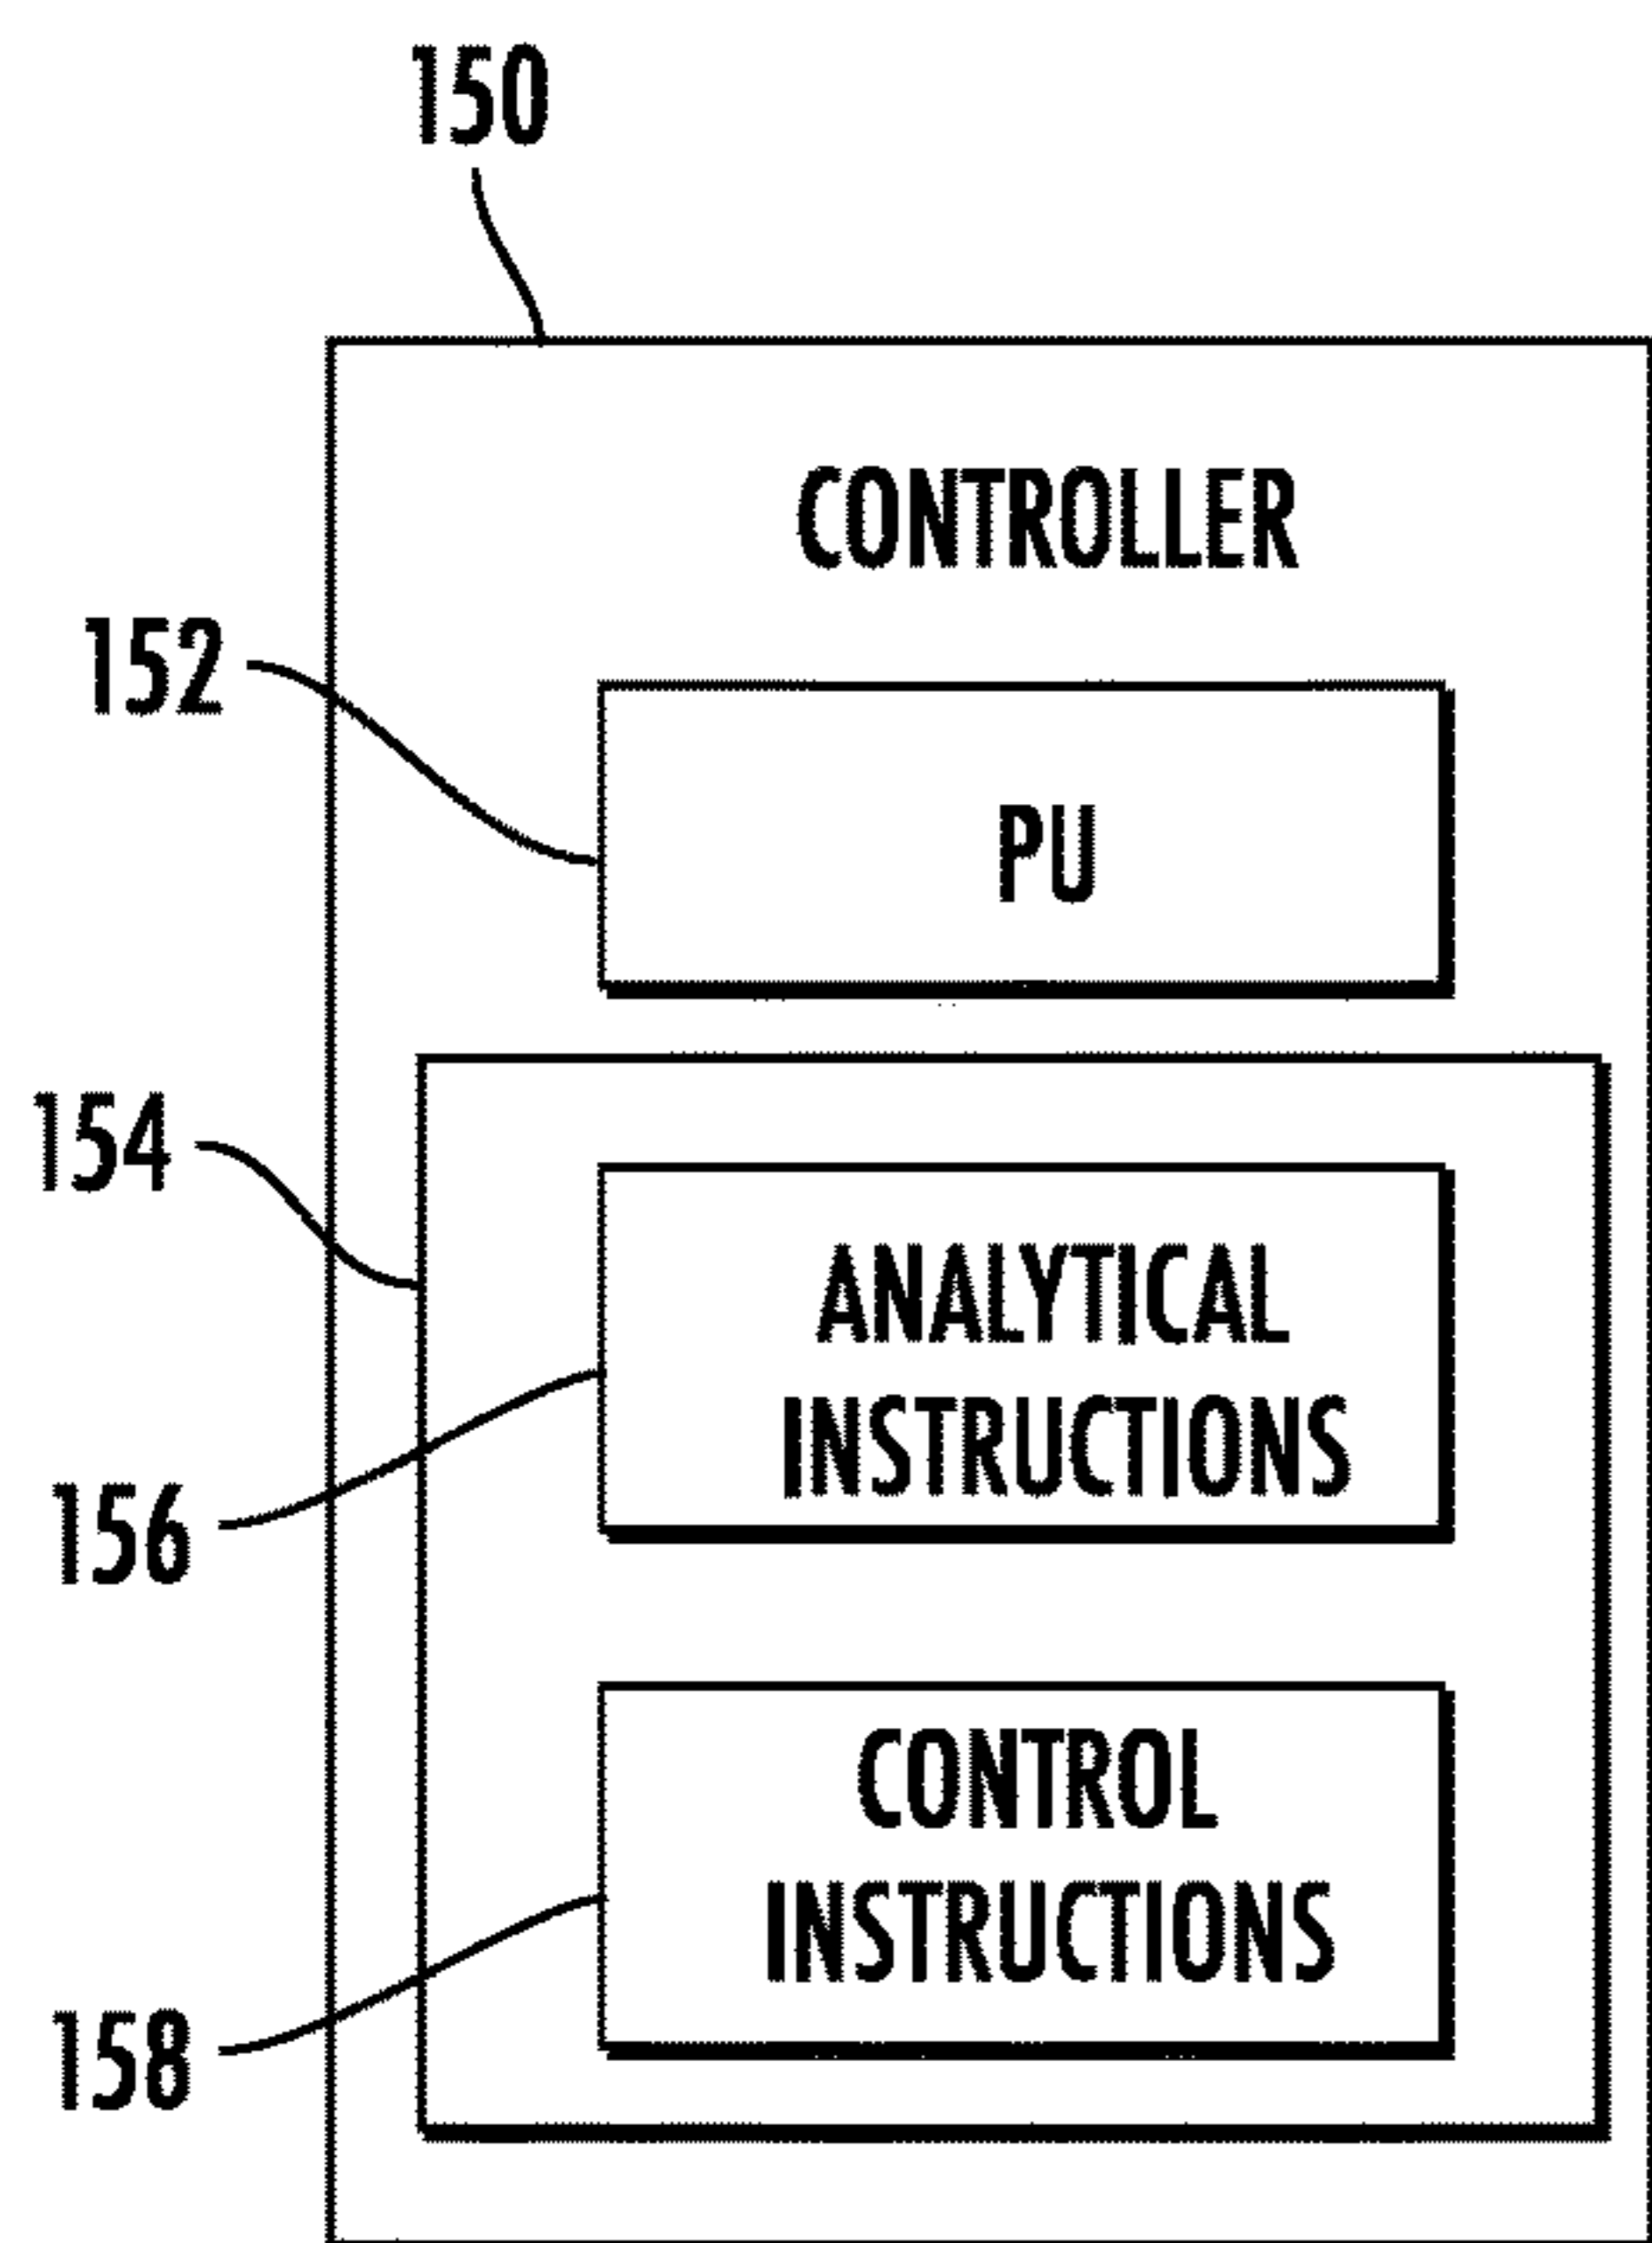 150
CONTROLLER
152
PU
154
ANALYTICAL
INSTRUCTIONS
156
CONTROL
INSTRUCTIONS
158